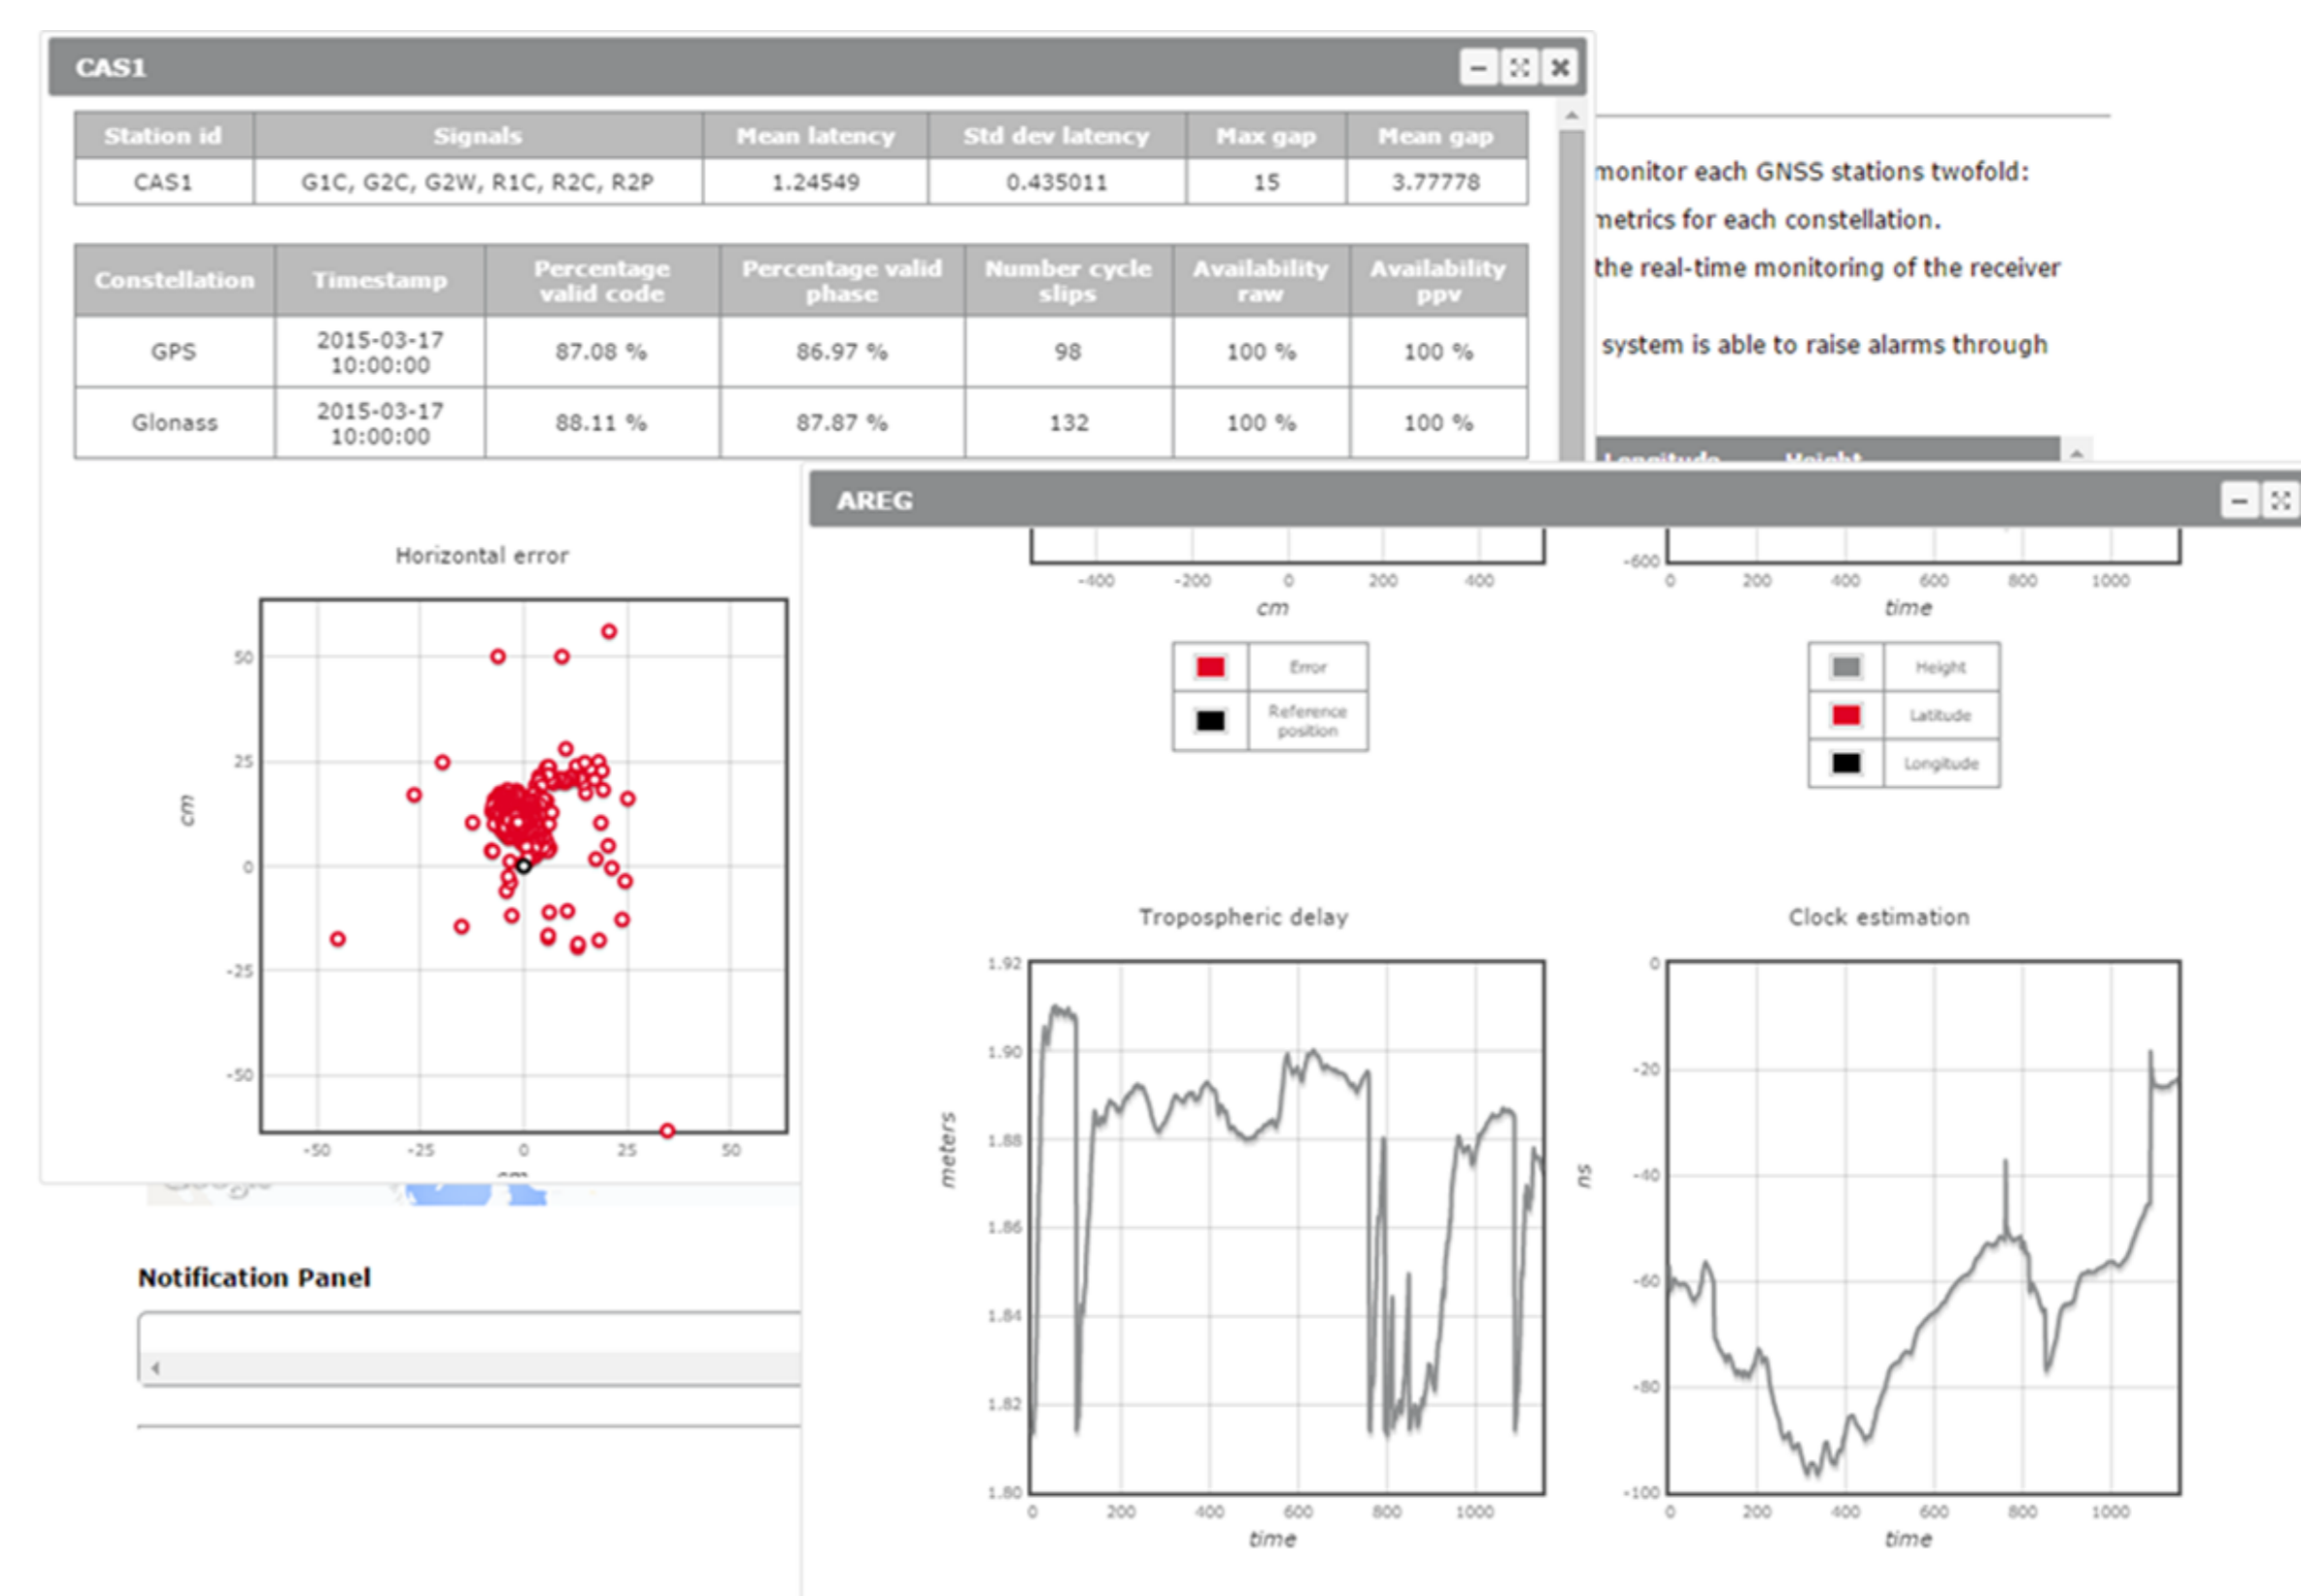 CAS1
Station id Signals Mean latency Std dev latency Max gap Mean gap
CAS1 G1C, G2C, G2W, R1C, R2C, R2P 1.24549 0.435011 15 3.77778
Constellation Timestamp Percentage valid code Percentage valid phase Number cycle slips Availability raw Availability ppv
GPS 2015-03-17 10:00:00 87.08 % 86.97 % 98 100 % 100 %
Glonass 2015-03-17 10:00:00 88.11 % 87.87 % 132 100 % 100 %
monitor each GNSS stations twofold:
metrics for each constellation.
the real-time monitoring of the receiver
system is able to raise alarms through
Longitude Height
Horizontal error
50
25
0
-25
-50
cm
-50 -25 0 25 50
cm
Google
Notification Panel
AREG
-400 -200 0 200 400
cm
Error
Reference
position
-600
0 200 400 600 800 1000
time
Height
Latitude
Longitude
Tropospheric delay
1.92
1.90
1.88
1.86
1.84
1.82
1.80
meters
0 200 400 600 800 1000
time
Clock estimation
0
-20
-40
-60
-80
-100
ns
0 200 400 600 800 1000
time